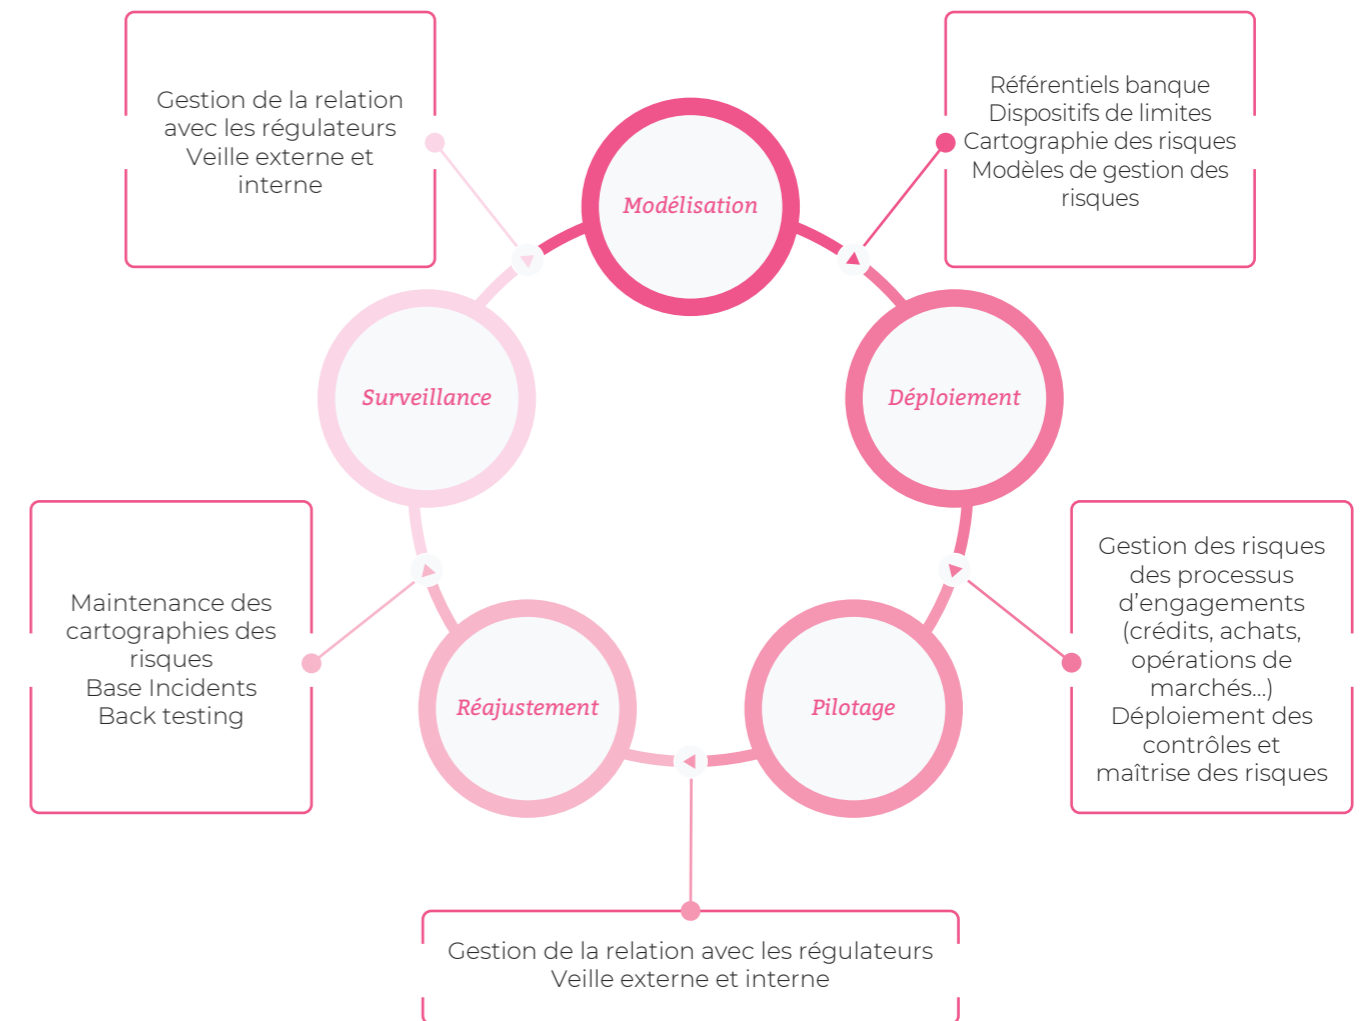 Gestion de la relation
avec les régulateurs
Veille externe et
interne
Référentiels banque
Dispositifs de limites
Cartographie des risques
Modèles de gestion des
risques
Modélisation
Surveillance
Déploiement
Maintenance des
cartographies des
risques
Base Incidents
Back testing
Réajustement
Pilotage
Gestion des risques
des processus
d’engagements
(crédits, achats,
opérations de
marchés...)
Déploiement des
contrôles et
maîtrise des risques
Gestion de la relation avec les régulateurs
Veille externe et interne